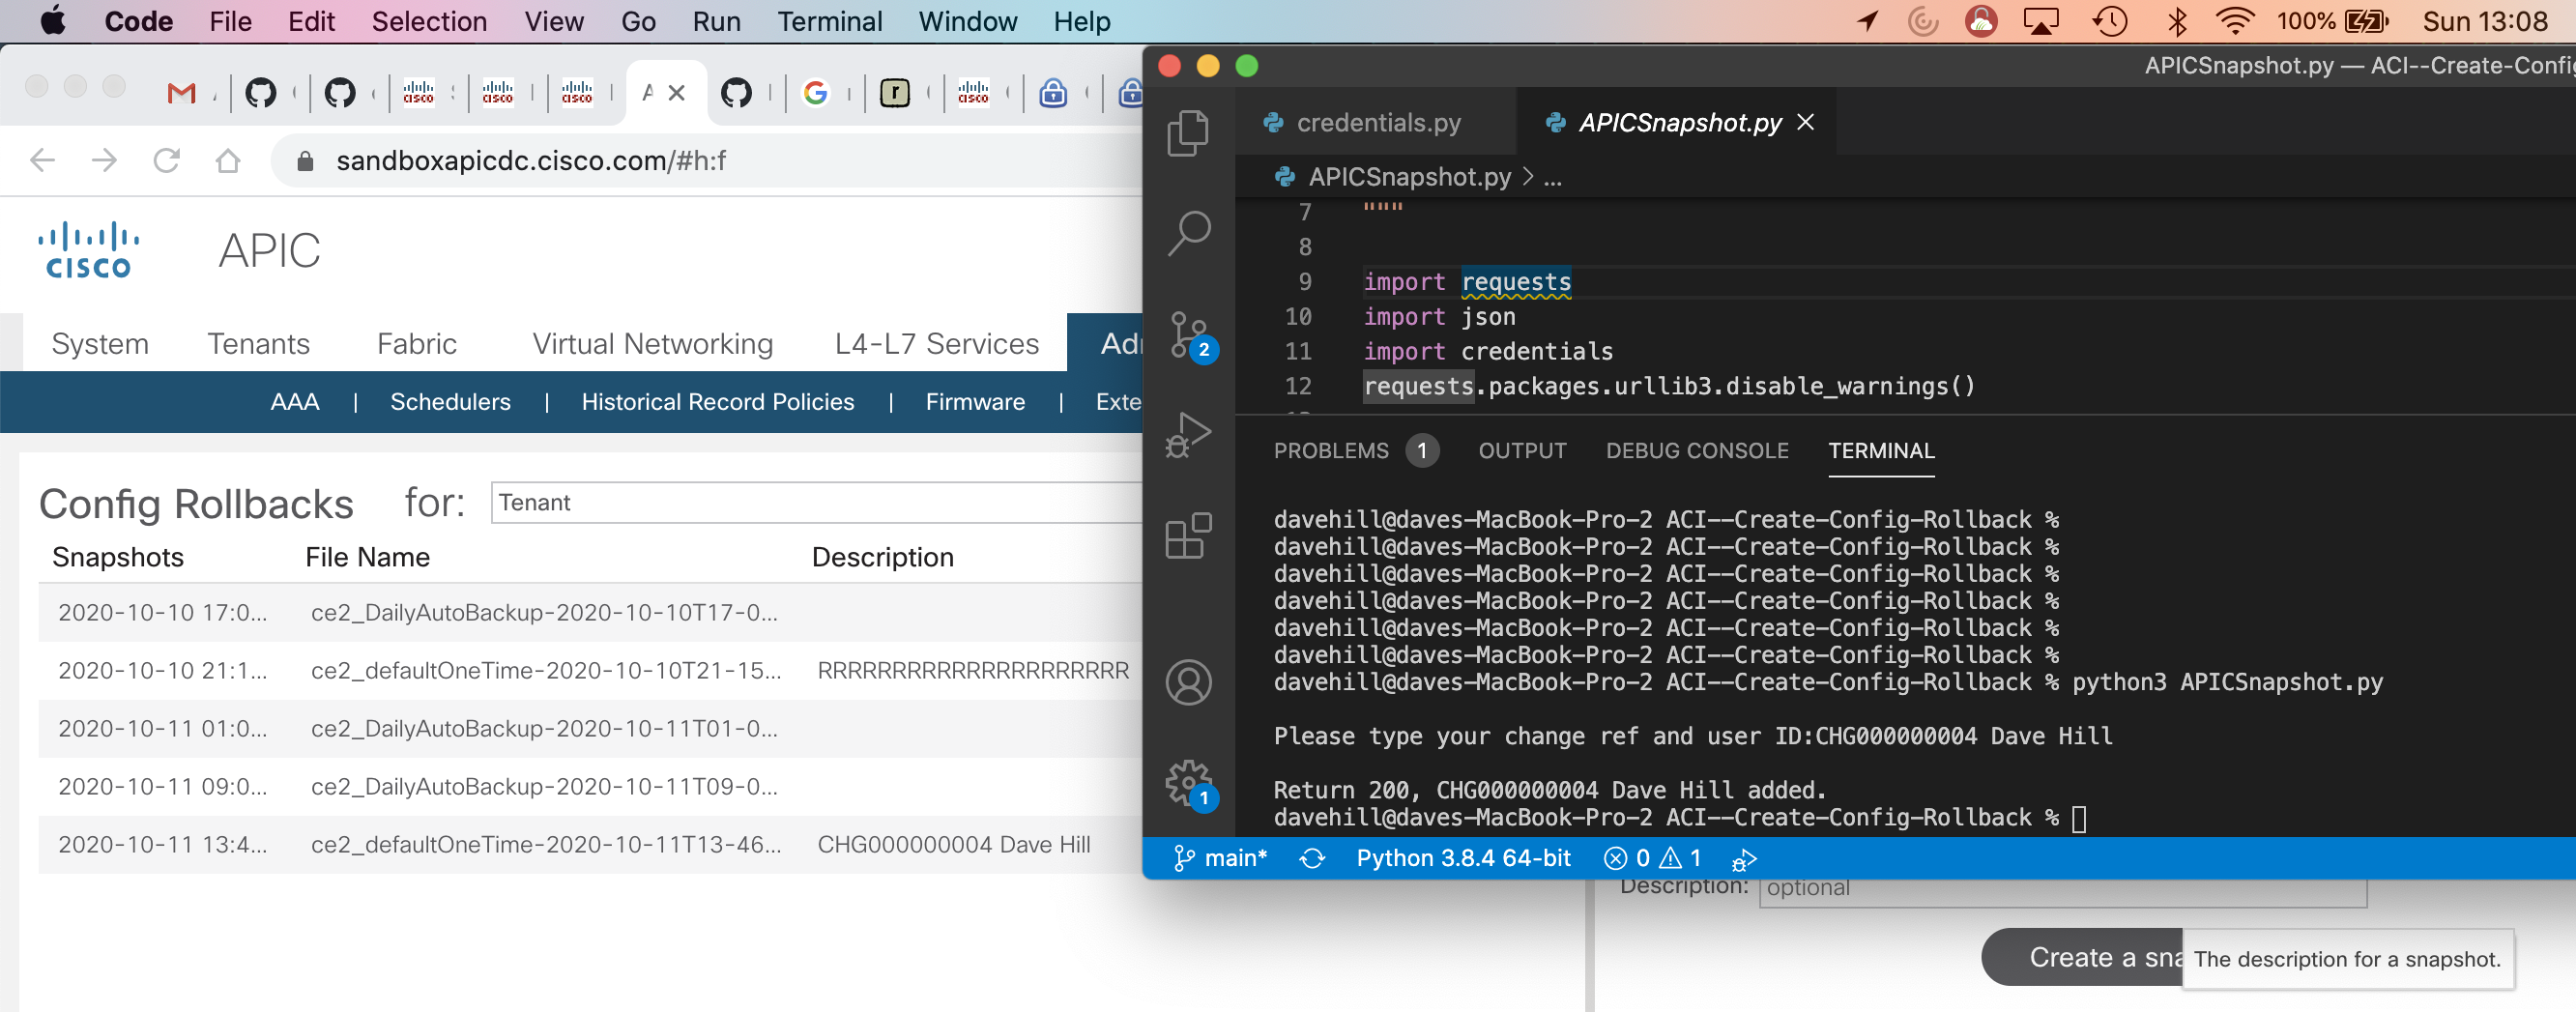 Code File Edit Selection View Go Run Terminal Window Help 100% Sun 13:08
sandboxapicdc.cisco.com/#h:f
CISCO APIC
System Tenants Fabric Virtual Networking L4-L7 Services
AAA | Schedulers | Historical Record Policies | Firmware |
Config Rollbacks for: Tenant
Snapshots File Name Description
2020-10-10 17:0... ce2_DailyAutoBackup-2020-10-10T17-0...
2020-10-10 21:1... ce2_defaultOneTime-2020-10-10T21-15... RRRRRRRRRRRRRRRRRRRRR
2020-10-11 01:0... ce2_DailyAutoBackup-2020-10-11T01-0...
2020-10-11 09:0... ce2_DailyAutoBackup-2020-10-11T09-0...
2020-10-11 13:4... ce2_defaultOneTime-2020-10-11T13-46... CHG000000004 Dave Hill
APICSnapshot.py — ACI--Create-Config
credentials.py APICSnapshot.py
APICSnapshot.py > ...
7 """
8
9 import requests
10 import json
11 import credentials
12 requests.packages.urllib3.disable_warnings()
2
PROBLEMS 1 OUTPUT DEBUG CONSOLE TERMINAL
davehill@daves-MacBook-Pro-2 ACI--Create-Config-Rollback %
davehill@daves-MacBook-Pro-2 ACI--Create-Config-Rollback %
davehill@daves-MacBook-Pro-2 ACI--Create-Config-Rollback %
davehill@daves-MacBook-Pro-2 ACI--Create-Config-Rollback %
davehill@daves-MacBook-Pro-2 ACI--Create-Config-Rollback %
davehill@daves-MacBook-Pro-2 ACI--Create-Config-Rollback %
davehill@daves-MacBook-Pro-2 ACI--Create-Config-Rollback % python3 APICSnapshot.py
Please type your change ref and user ID:CHG000000004 Dave Hill
Return 200, CHG000000004 Dave Hill added.
davehill@daves-MacBook-Pro-2 ACI--Create-Config-Rollback %
1
main* Python 3.8.4 64-bit 0 1
Description: optional
Create a sna
The description for a snapshot.